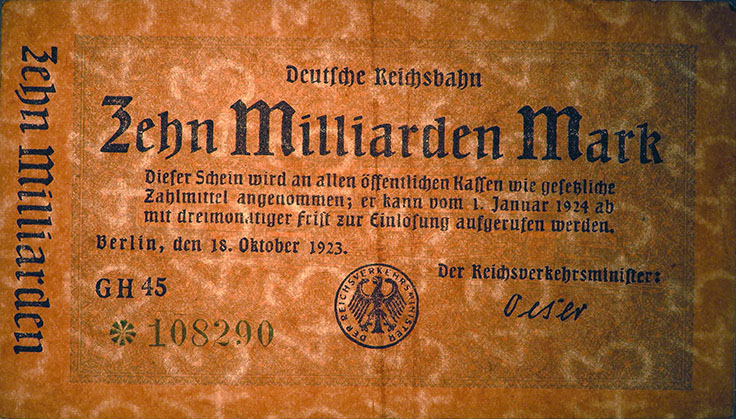 Zehn Milliarden
Deutsche Reichsbahn
Zehn Milliarden Mark
Dieser Schein wird an allen öffentlichen Kassen wie gesetzliche
Zahlmittel angenommen; er kann vom 1. Januar 1924 ab
mit dreimonatiger Frist zur Einlösung aufgerufen werden.
Berlin, den 18. Oktober 1923.
GH 45
* 108290
DER REICHSVERKEHRSMINISTER
Der Reichsverkehrsminister:
Oeser